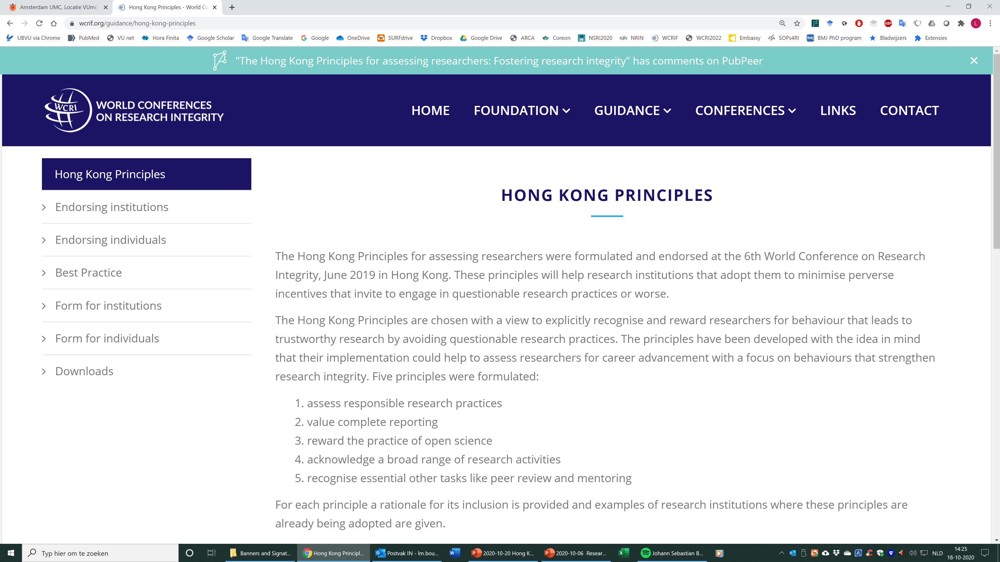 Amsterdam UMC, Locatie VUmc
Hong Kong Principles - World Co
wcrif.org/guidance/hong-kong-principles
ABP
L
UBVU via Chrome PubMed VU net Hora Finita Google Scholar Google Translate Google OneDrive SURFdrive Dropbox Google Drive ARCA Coreon NSRI2020 NRIN WCRIF WCRI2022 Embassy SOPs4RI bmj BMJ PhD program Bladwijzers Extensies
"The Hong Kong Principles for assessing researchers: Fostering research integrity" has comments on PubPeer
WCRI
WORLD CONFERENCES
ON RESEARCH INTEGRITY
HOME FOUNDATION GUIDANCE CONFERENCES LINKS CONTACT
Hong Kong Principles
Endorsing institutions
Endorsing individuals
Best Practice
Form for institutions
Form for individuals
Downloads
HONG KONG PRINCIPLES
The Hong Kong Principles for assessing researchers were formulated and endorsed at the 6th World Conference on Research
Integrity, June 2019 in Hong Kong. These principles will help research institutions that adopt them to minimise perverse
incentives that invite to engage in questionable research practices or worse.
The Hong Kong Principles are chosen with a view to explicitly recognise and reward researchers for behaviour that leads to
trustworthy research by avoiding questionable research practices. The principles have been developed with the idea in mind
that their implementation could help to assess researchers for career advancement with a focus on behaviours that strengthen
research integrity. Five principles were formulated:
1. assess responsible research practices
2. value complete reporting
3. reward the practice of open science
4. acknowledge a broad range of research activities
5. recognise essential other tasks like peer review and mentoring
For each principle a rationale for its inclusion is provided and examples of research institutions where these principles are
already being adopted are given.
Typ hier om te zoeken
Banners and Signat...
Hong Kong Principl...
Postvak IN - lm.bou...
2020-10-20 Hong K...
2020-10-06 Resear...
Johann Sebastian B...
NLD
14:25
18-10-2020